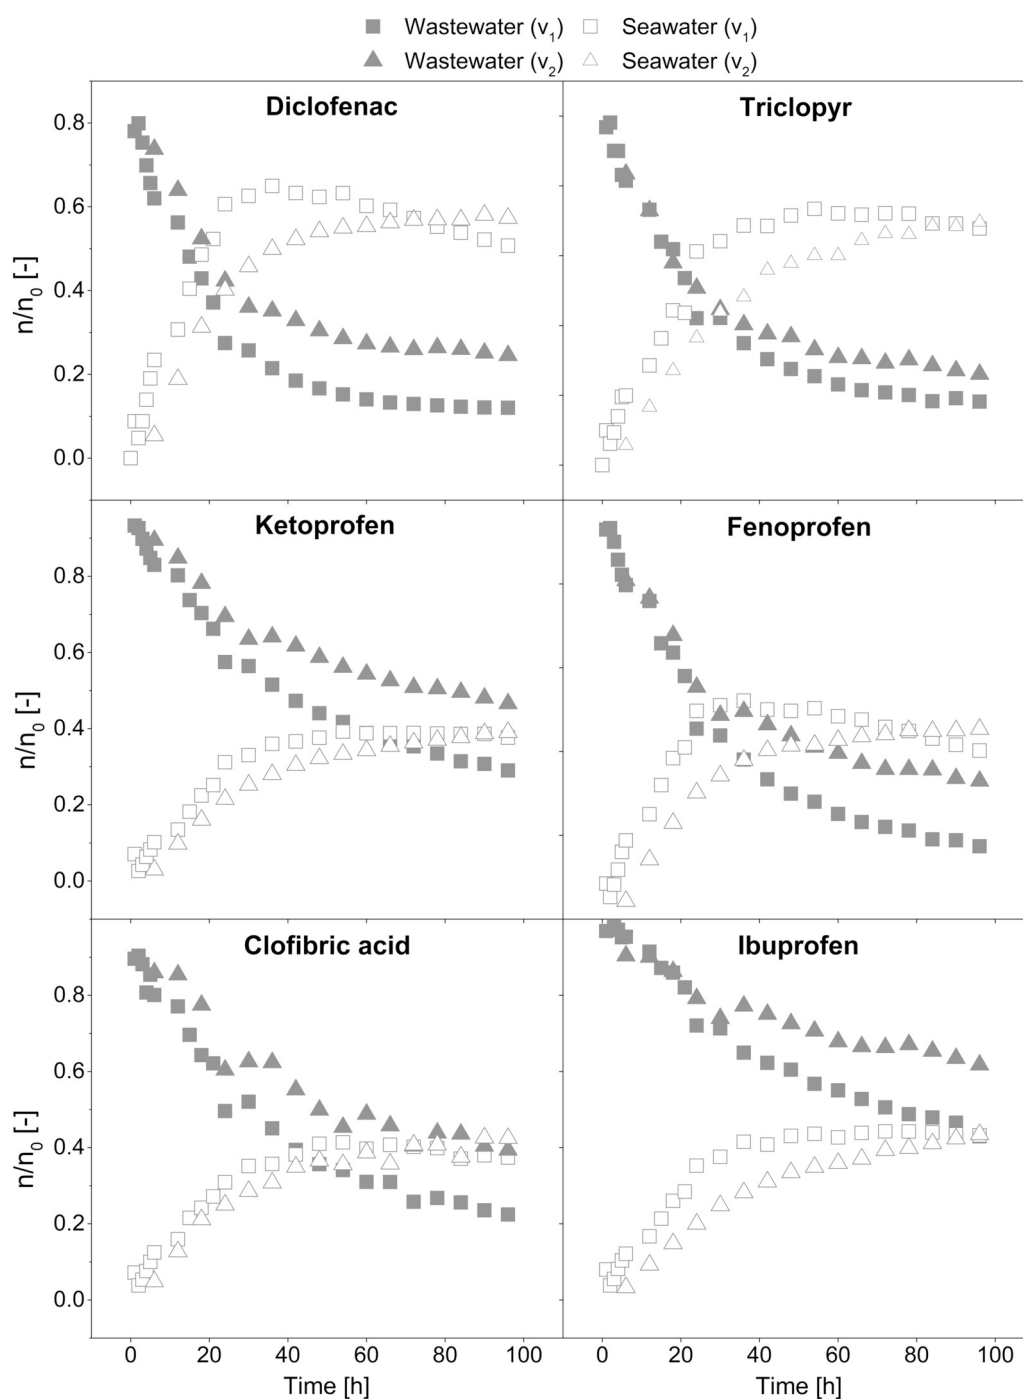 Wastewater (v1) Seawater (v1)
Wastewater (v2) Seawater (v2)
Diclofenac Triclopyr
0.8
0.6
0.4
0.2
0.0
n/n0 [-]
Ketoprofen Fenoprofen
0.8
0.6
0.4
0.2
0.0
n/n0 [-]
Clofibric acid Ibuprofen
0.8
0.6
0.4
0.2
0.0
n/n0 [-]
0 20 40 60 80 100 0 20 40 60 80 100
Time [h] Time [h]